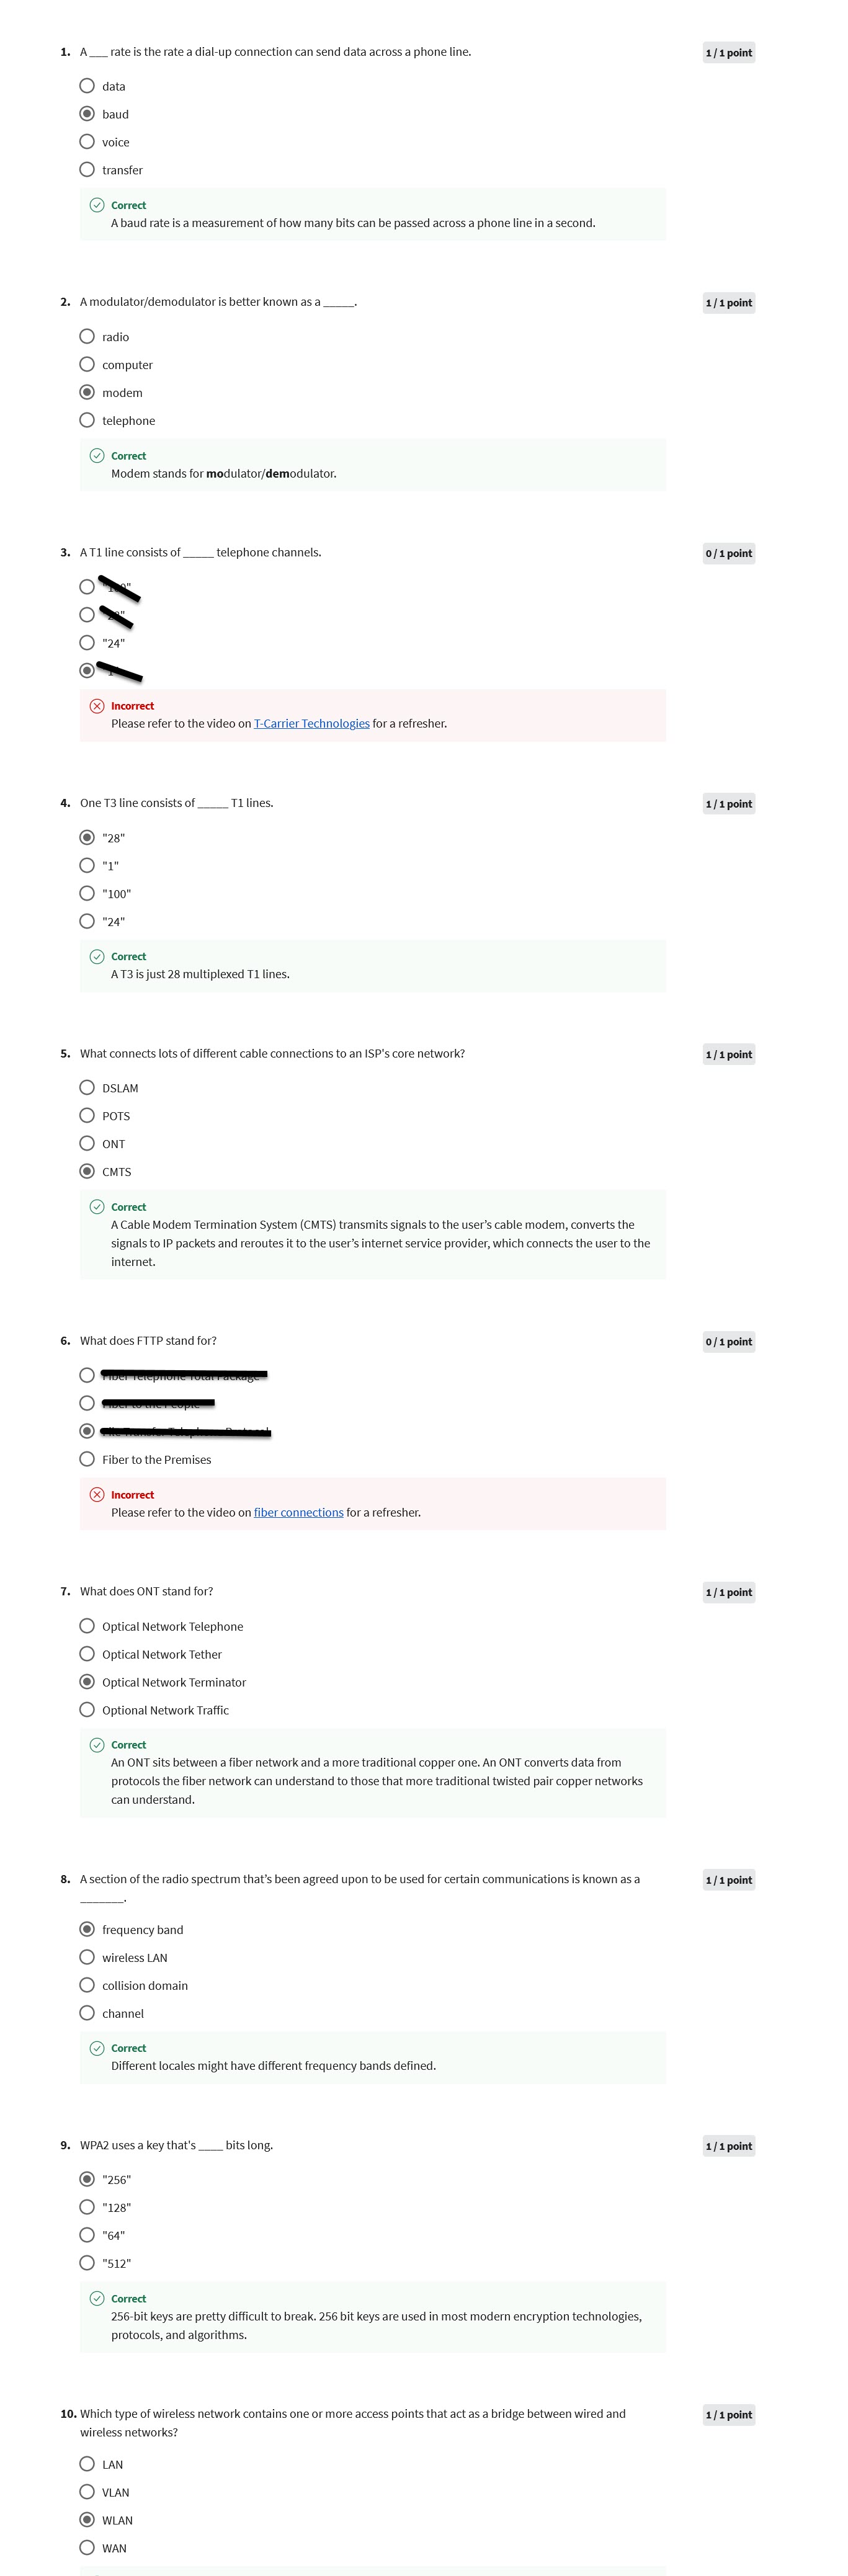 1. A ___ rate is the rate a dial-up connection can send data across a phone line.
1 / 1 point
data
baud
voice
transfer
Correct
A baud rate is a measurement of how many bits can be passed across a phone line in a second.
2. A modulator/demodulator is better known as a _____.
1 / 1 point
radio
computer
modem
telephone
Correct
Modem stands for modulator/demodulator.
3. A T1 line consists of _____ telephone channels.
0 / 1 point
"24"
Incorrect
Please refer to the video on T-Carrier Technologies for a refresher.
4. One T3 line consists of _____ T1 lines.
1 / 1 point
"28"
"1"
"100"
"24"
Correct
A T3 is just 28 multiplexed T1 lines.
5. What connects lots of different cable connections to an ISP's core network?
1 / 1 point
DSLAM
POTS
ONT
CMTS
Correct
A Cable Modem Termination System (CMTS) transmits signals to the user’s cable modem, converts the
signals to IP packets and reroutes it to the user’s internet service provider, which connects the user to the
internet.
6. What does FTTP stand for?
0 / 1 point
Fiber to the Premises
Incorrect
Please refer to the video on fiber connections for a refresher.
7. What does ONT stand for?
1 / 1 point
Optical Network Telephone
Optical Network Tether
Optical Network Terminator
Optional Network Traffic
Correct
An ONT sits between a fiber network and a more traditional copper one. An ONT converts data from
protocols the fiber network can understand to those that more traditional twisted pair copper networks
can understand.
8. A section of the radio spectrum that’s been agreed upon to be used for certain communications is known as a
_______.
1 / 1 point
frequency band
wireless LAN
collision domain
channel
Correct
Different locales might have different frequency bands defined.
9. WPA2 uses a key that's ____ bits long.
1 / 1 point
"256"
"128"
"64"
"512"
Correct
256-bit keys are pretty difficult to break. 256 bit keys are used in most modern encryption technologies,
protocols, and algorithms.
10. Which type of wireless network contains one or more access points that act as a bridge between wired and
wireless networks?
1 / 1 point
LAN
VLAN
WLAN
WAN